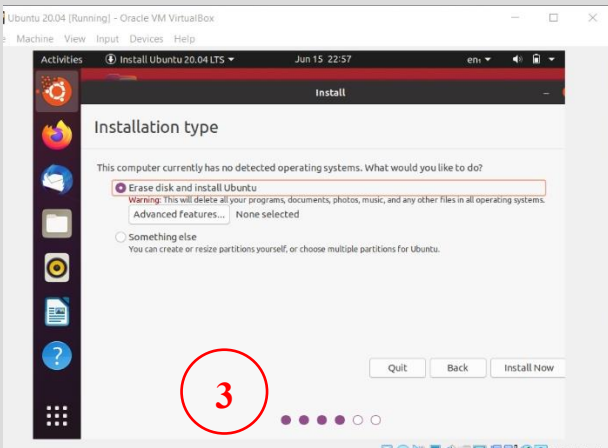 Ubuntu 20.04 [Running] - Oracle VM VirtualBox
Machine View Input Devices Help
Activities Install Ubuntu 20.04 LTS Jun 15 22:57 en₁
Install
Installation type
This computer currently has no detected operating systems. What would you like to do?
Erase disk and install Ubuntu
Warning: This will delete all your programs, documents, photos, music, and any other files in all operating systems.
Advanced features... None selected
Something else
You can create or resize partitions yourself, or choose multiple partitions for Ubuntu.
Quit Back Install Now
3